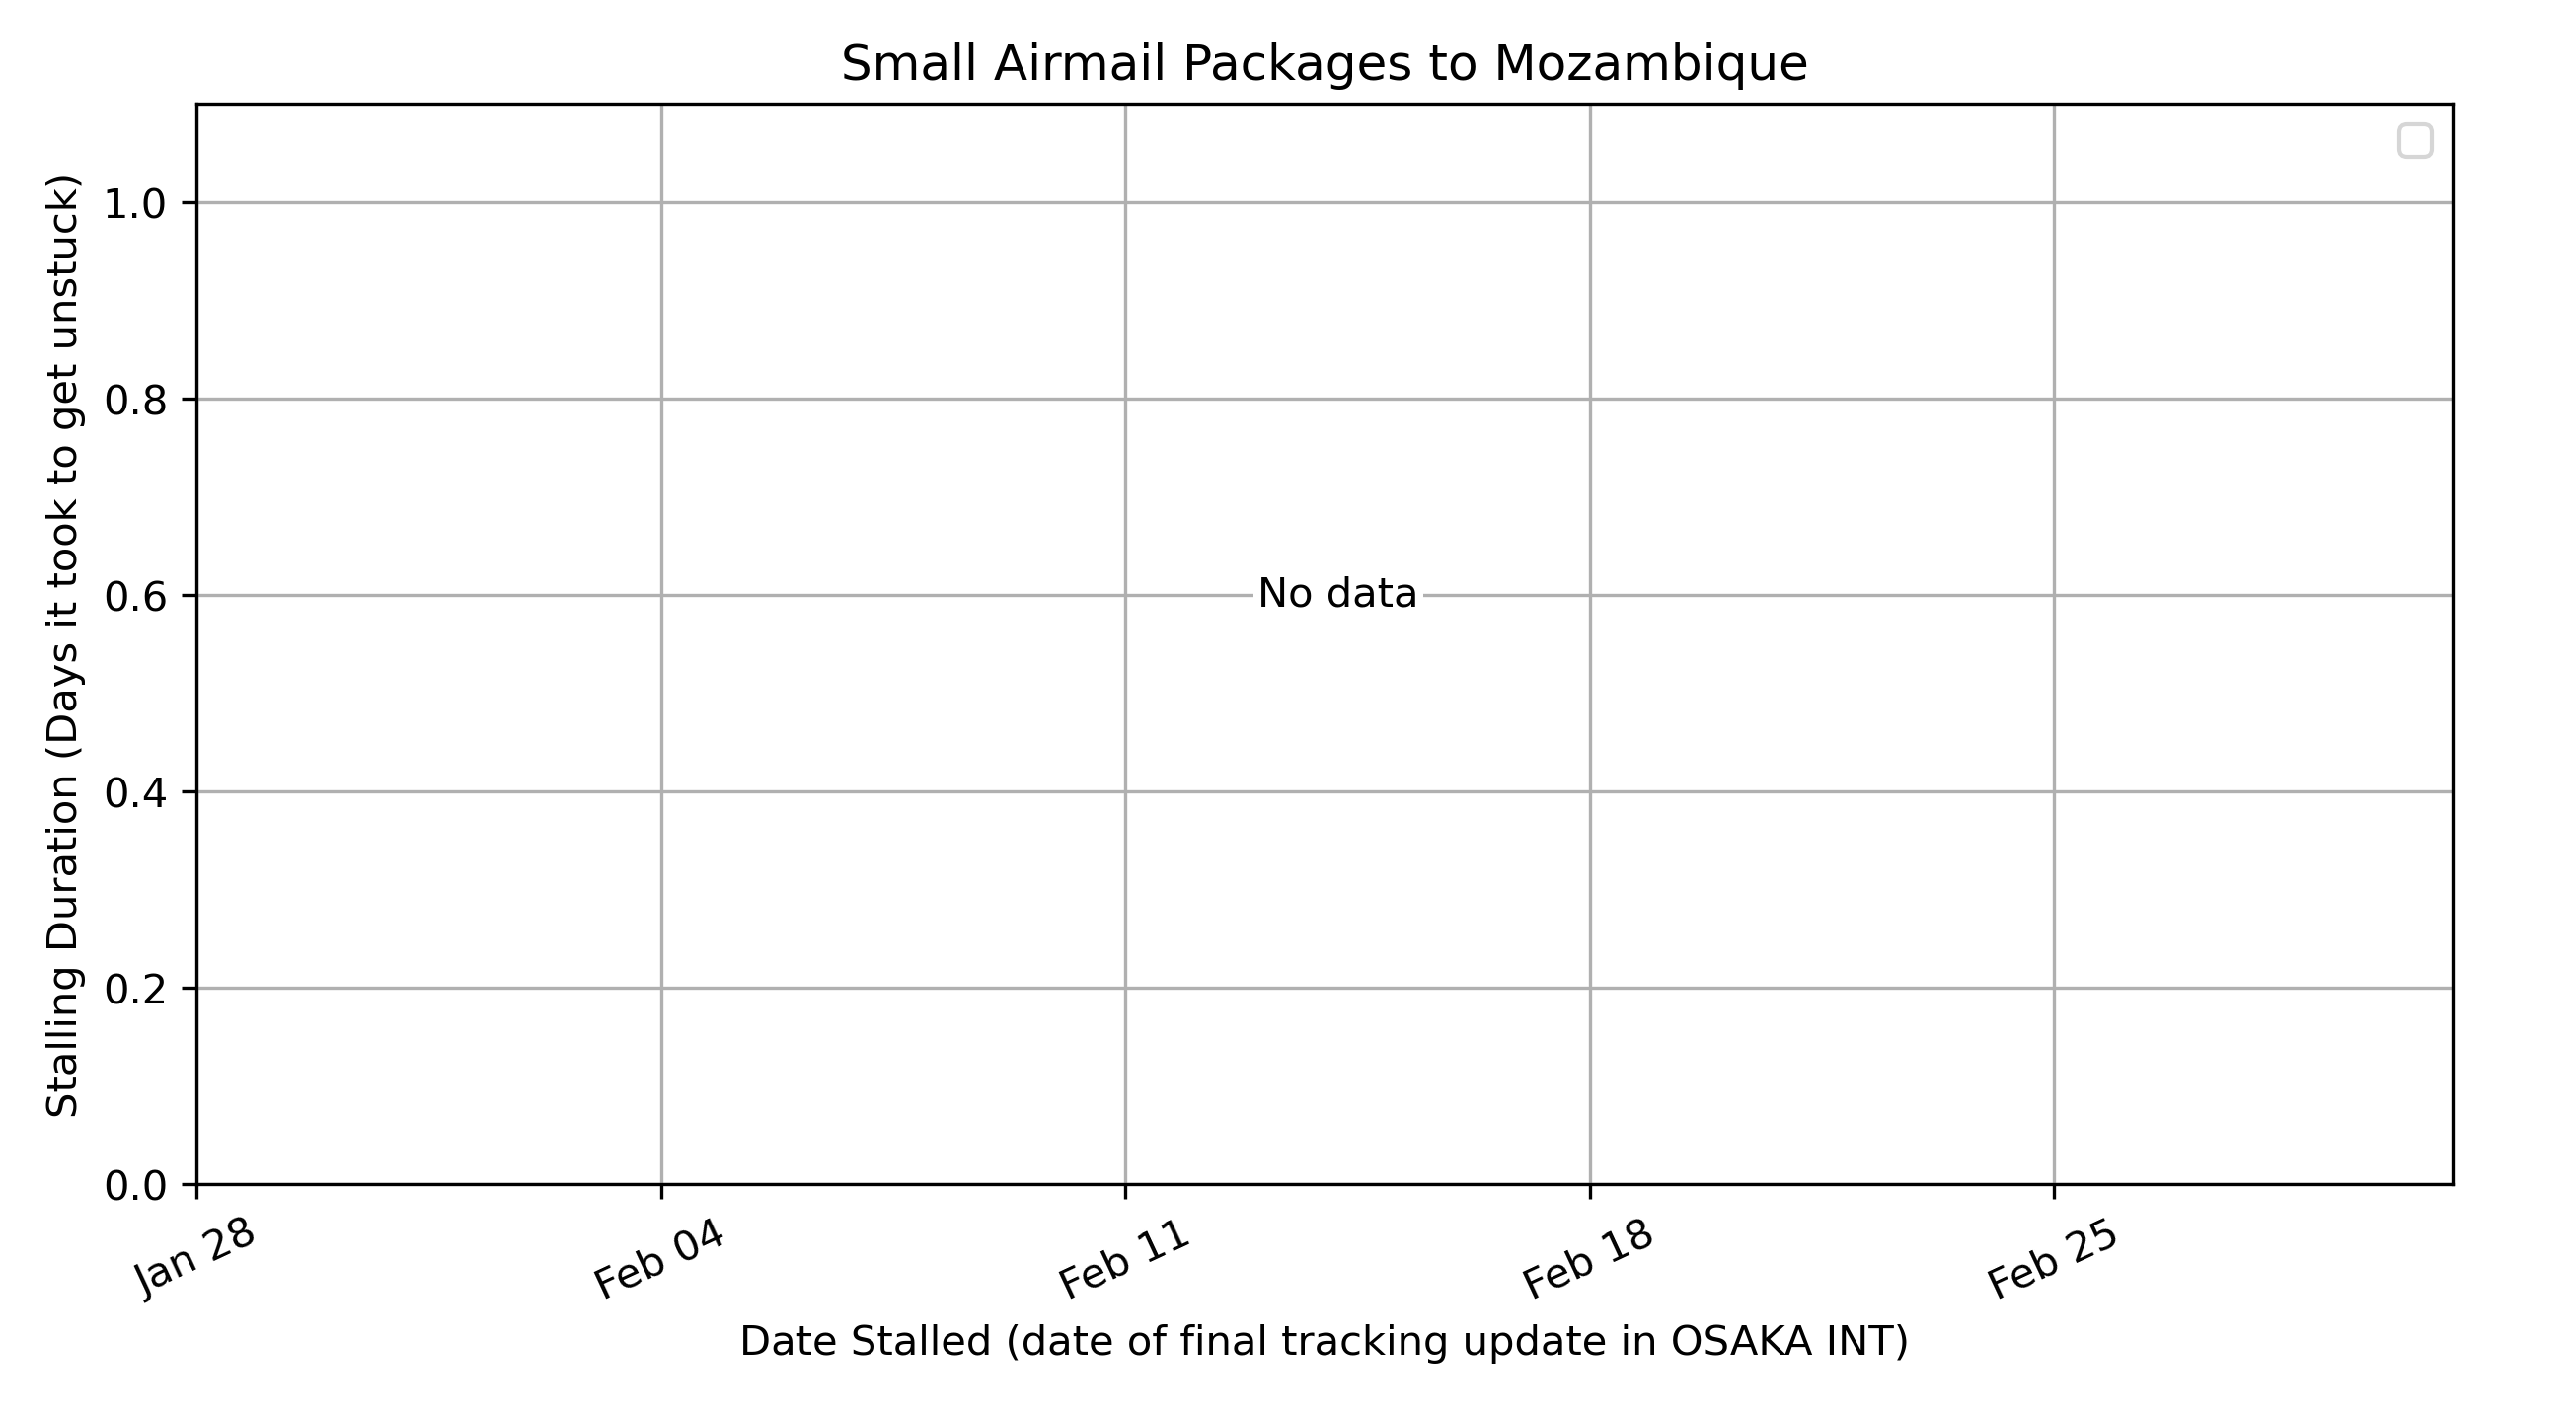 Small Airmail Packages to Mozambique
Stalling Duration (Days it took to get unstuck)
1.0
0.8
0.6
0.4
0.2
0.0
No data
Jan 28
Feb 04
Feb 11
Feb 18
Feb 25
Date Stalled (date of final tracking update in OSAKA INT)